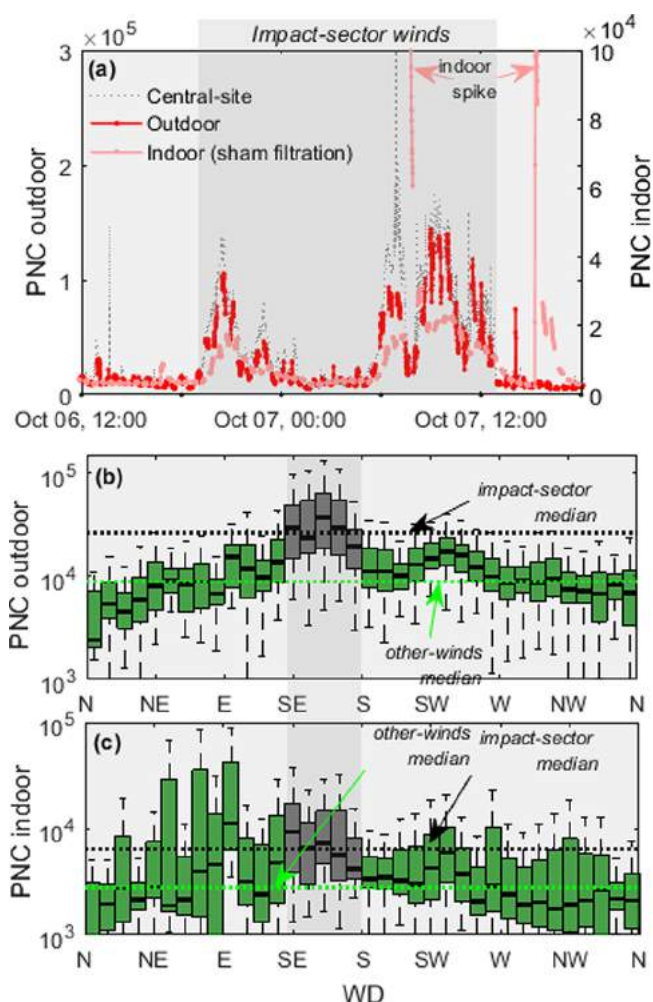 × 10⁵ Impact-sector winds × 10⁴
3 (a) 10
indoor
spike
Central-site
Outdoor
Indoor (sham filtration)
8
2
6
1
4
2
0 0
PNC outdoor
PNC indoor
Oct 06, 12:00 Oct 07, 00:00 Oct 07, 12:00
10⁵ (b)
impact-sector
median
10⁴
other-winds
median
10³
PNC outdoor
N NE E SE S SW W NW N
10⁵ (c)
other-winds impact-sector
median median
10⁴
10³
PNC indoor
N NE E SE S SW W NW N
WD